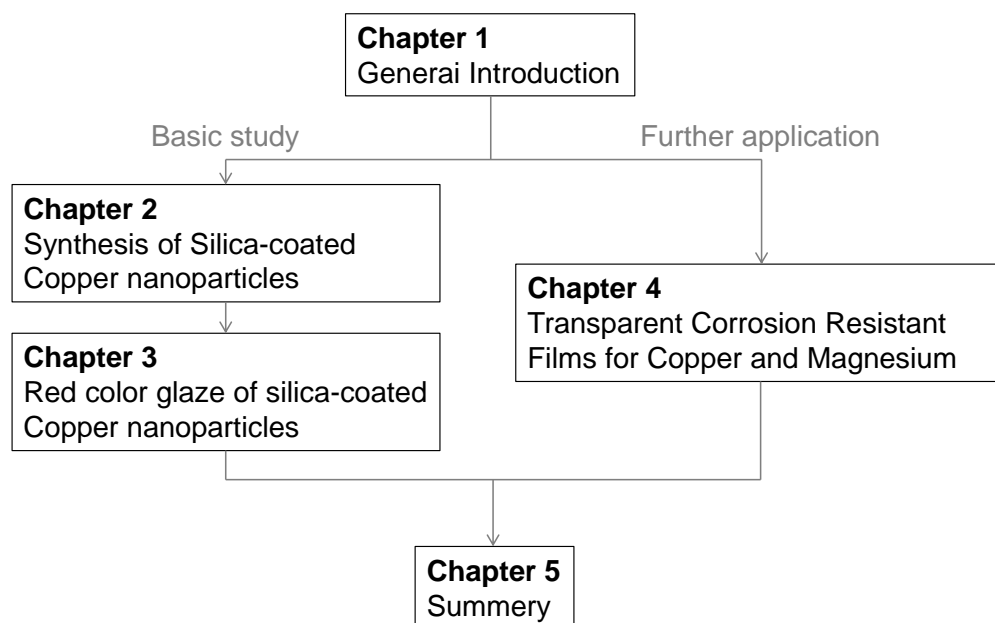 Chapter 1
Generai Introduction
Basic study
Further application
Chapter 2
Synthesis of Silica-coated
Copper nanoparticles
Chapter 3
Red color glaze of silica-coated
Copper nanoparticles
Chapter 4
Transparent Corrosion Resistant
Films for Copper and Magnesium
Chapter 5
Summery